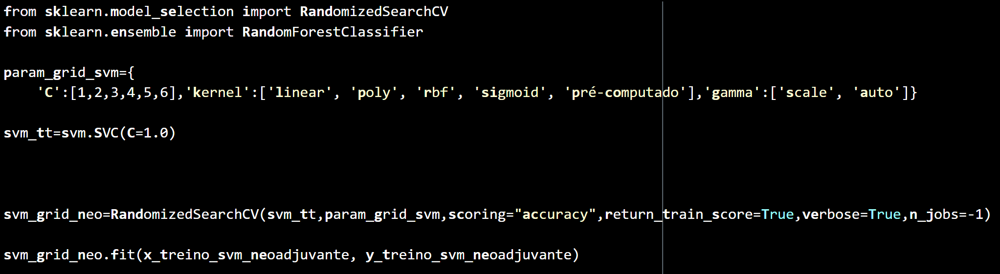 from sklearn.model_selection import RandomizedSearchCV
from sklearn.ensemble import RandomForestClassifier
param_grid_svm={
    'C':[1,2,3,4,5,6],'kernel':['linear', 'poly', 'rbf', 'sigmoid', 'pré-computado'],'gamma':['scale', 'auto']}
svm_tt=svm.SVC(C=1.0)
svm_grid_neo=RandomizedSearchCV(svm_tt,param_grid_svm,scoring="accuracy",return_train_score=True,verbose=True,n_jobs=-1)
svm_grid_neo.fit(x_treino_svm_neoadjuvante, y_treino_svm_neoadjuvante)